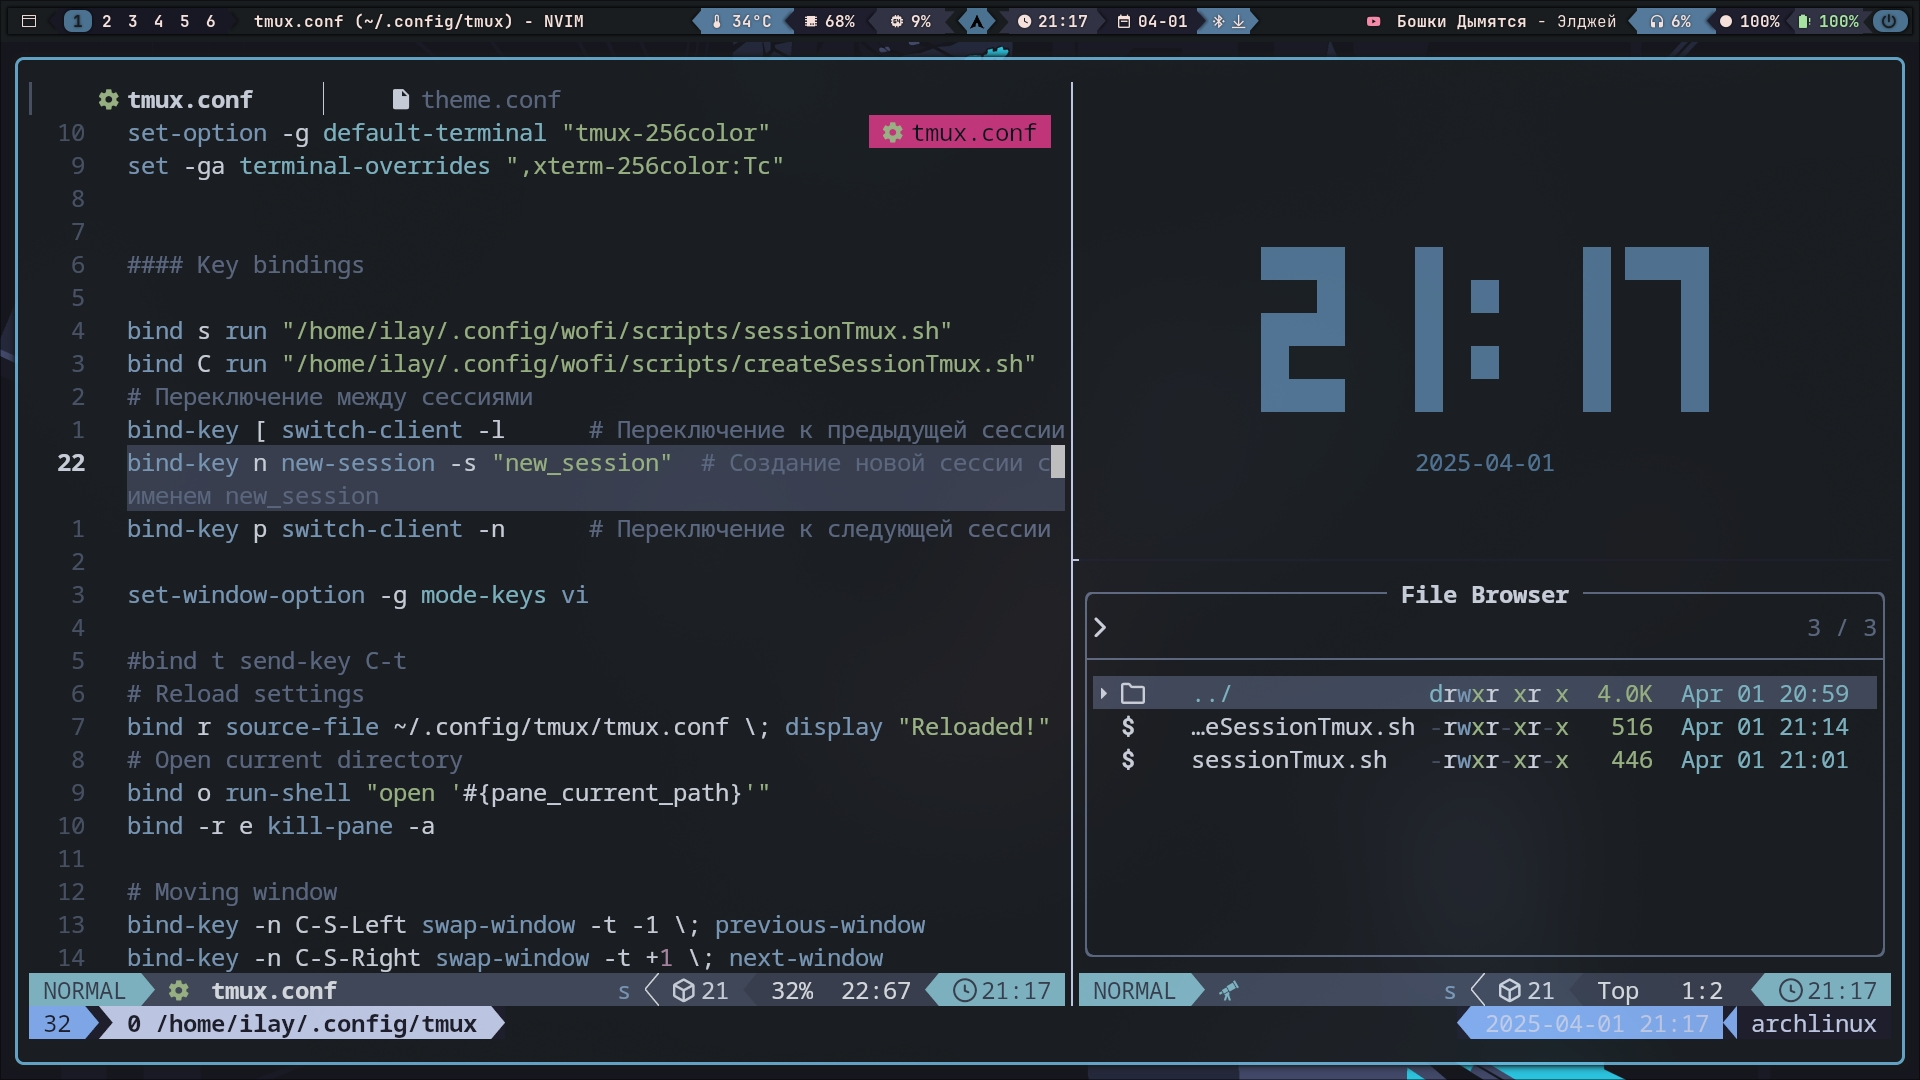 1 2 3 4 5 6 tmux.conf (~/.config/tmux) - NVIM 34°C 68% 9% 21:17 04-01 Бошки Дымятся - Элджей 6% 100% 100%
tmux.conf theme.conf
10 set-option -g default-terminal "tmux-256color" tmux.conf
9 set -ga terminal-overrides ",xterm-256color:Tc"
8
7
6 #### Key bindings
5
4 bind s run "/home/ilay/.config/wofi/scripts/sessionTmux.sh"
3 bind C run "/home/ilay/.config/wofi/scripts/createSessionTmux.sh"
2 # Переключение между сессиями
1 bind-key [ switch-client -l # Переключение к предыдущей сессии
22 bind-key n new-session -s "new_session" # Создание новой сессии с
именем new_session
1 bind-key p switch-client -n # Переключение к следующей сессии
2
3 set-window-option -g mode-keys vi
4
5 #bind t send-key C-t
6 # Reload settings
7 bind r source-file ~/.config/tmux/tmux.conf \; display "Reloaded!"
8 # Open current directory
9 bind o run-shell "open '#{pane_current_path}'"
10 bind -r e kill-pane -a
11
12 # Moving window
13 bind-key -n C-S-Left swap-window -t -1 \; previous-window
14 bind-key -n C-S-Right swap-window -t +1 \; next-window
NORMAL tmux.conf s 21 32% 22:67 21:17
21:17
2025-04-01
File Browser
> 3 / 3
../ drwxr xr x 4.0K Apr 01 20:59
$ …eSessionTmux.sh -rwxr-xr-x 516 Apr 01 21:14
$ sessionTmux.sh -rwxr-xr-x 446 Apr 01 21:01
NORMAL s 21 Top 1:2 21:17
32 0 /home/ilay/.config/tmux 2025-04-01 21:17 archlinux